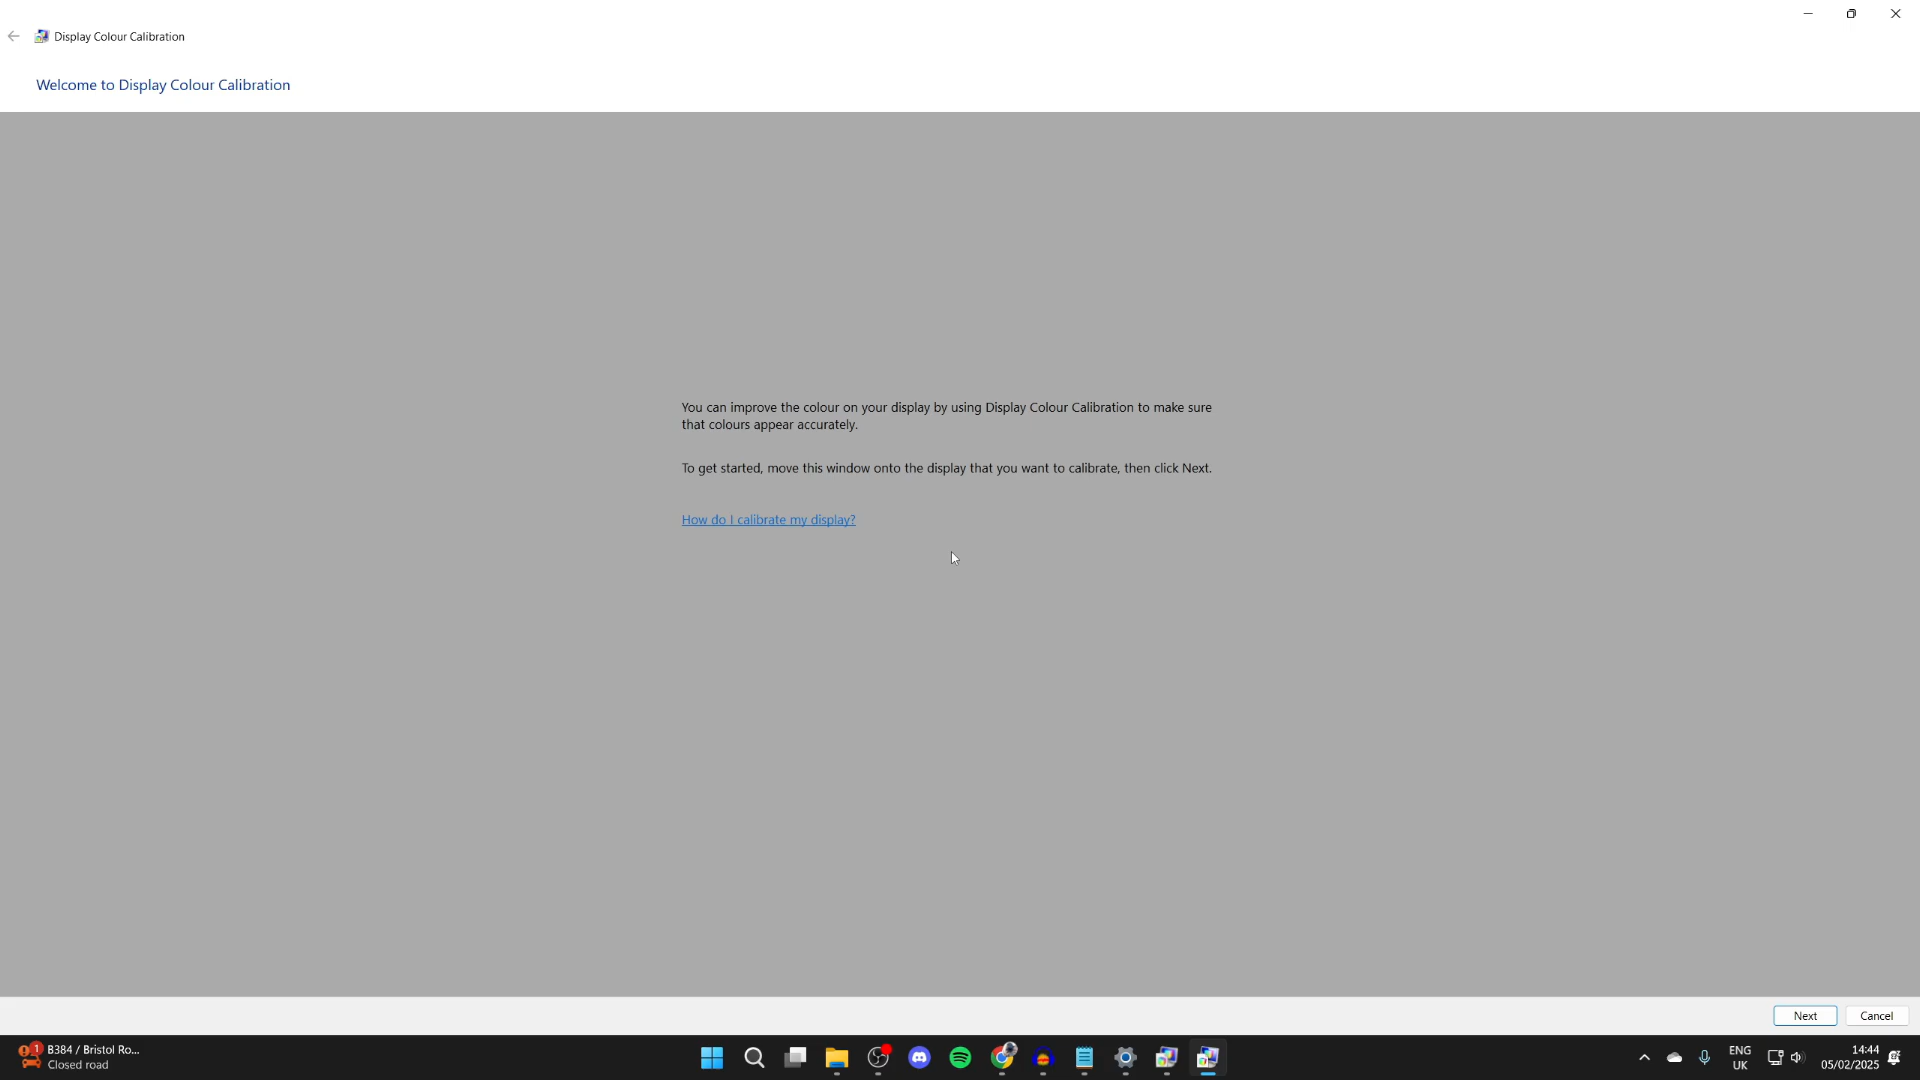 Display Colour Calibration
Welcome to Display Colour Calibration
You can improve the colour on your display by using Display Colour Calibration to make sure
that colours appear accurately.
To get started, move this window onto the display that you want to calibrate, then click Next.
How do I calibrate my display?
Next
Cancel
1
B384 / Bristol Ro...
Closed road
ENG
UK
14:44
05/02/2025